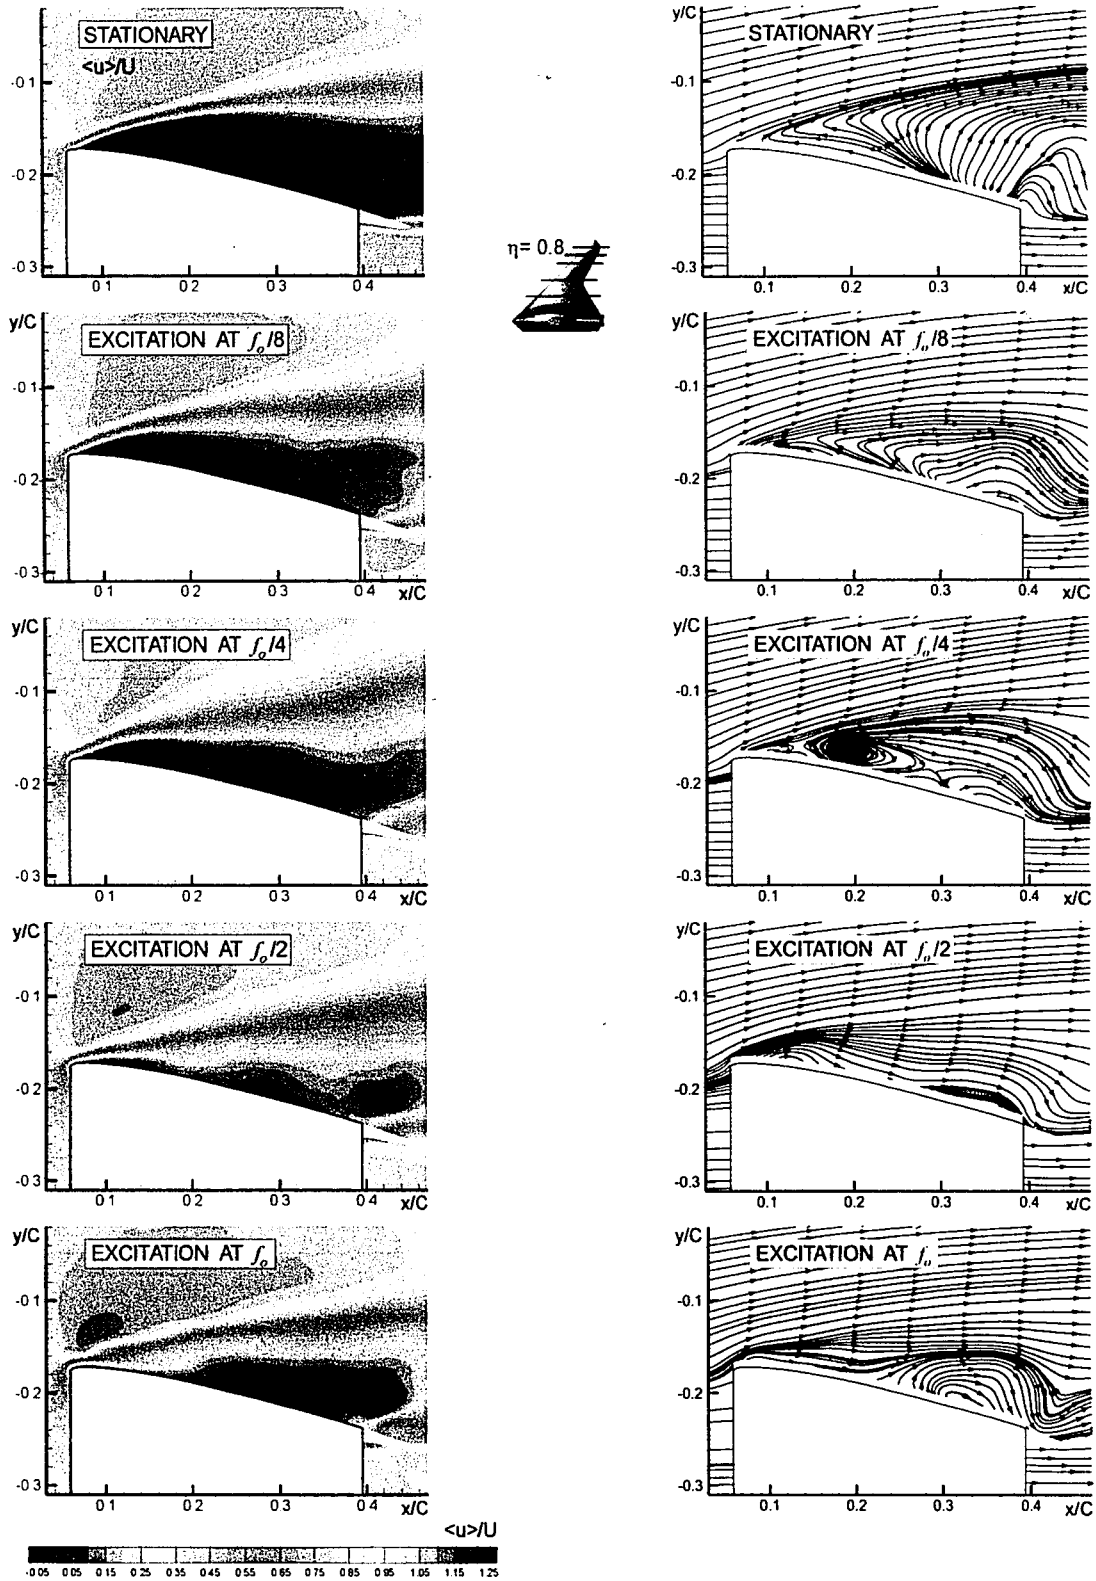 STATIONARY
<u>/U
-0 1
-0.2
-0.3
0 1
0 2
0 3
0 4
x/C
y/C
STATIONARY
-0.1
-0.2
-0.3
0.1
0.2
0.3
0.4
x/C
η= 0.8
y/C
EXCITATION AT fo/8
-0 1
-0 2
-0 3
0 1
0 2
0 3
0 4
x/C
y/C
EXCITATION AT fo/8
-0.1
-0.2
-0.3
0.1
0.2
0.3
0.4
x/C
y/C
EXCITATION AT fo/4
-0 1
-0 2
-0 3
0 1
0 2
0 3
0 4
x/C
y/C
EXCITATION AT fo/4
-0.1
-0.2
-0.3
0.1
0.2
0.3
0.4
x/C
y/C
EXCITATION AT fo/2
-0 1
-0 2
-0 3
0 1
0 2
0 3
0 4
x/C
y/C
EXCITATION AT fo/2
-0.1
-0.2
-0.3
0.1
0.2
0.3
0.4
x/C
y/C
EXCITATION AT fo
-0 1
-0 2
-0 3
0 1
0 2
0 3
0 4
x/C
y/C
EXCITATION AT fo
-0.1
-0.2
-0.3
0.1
0.2
0.3
0.4
x/C
<u>/U
-0 05 0 05 0 15 0 25 0 35 0 45 0 55 0 65 0 75 0 85 0 95 1 05 1 15 1 25